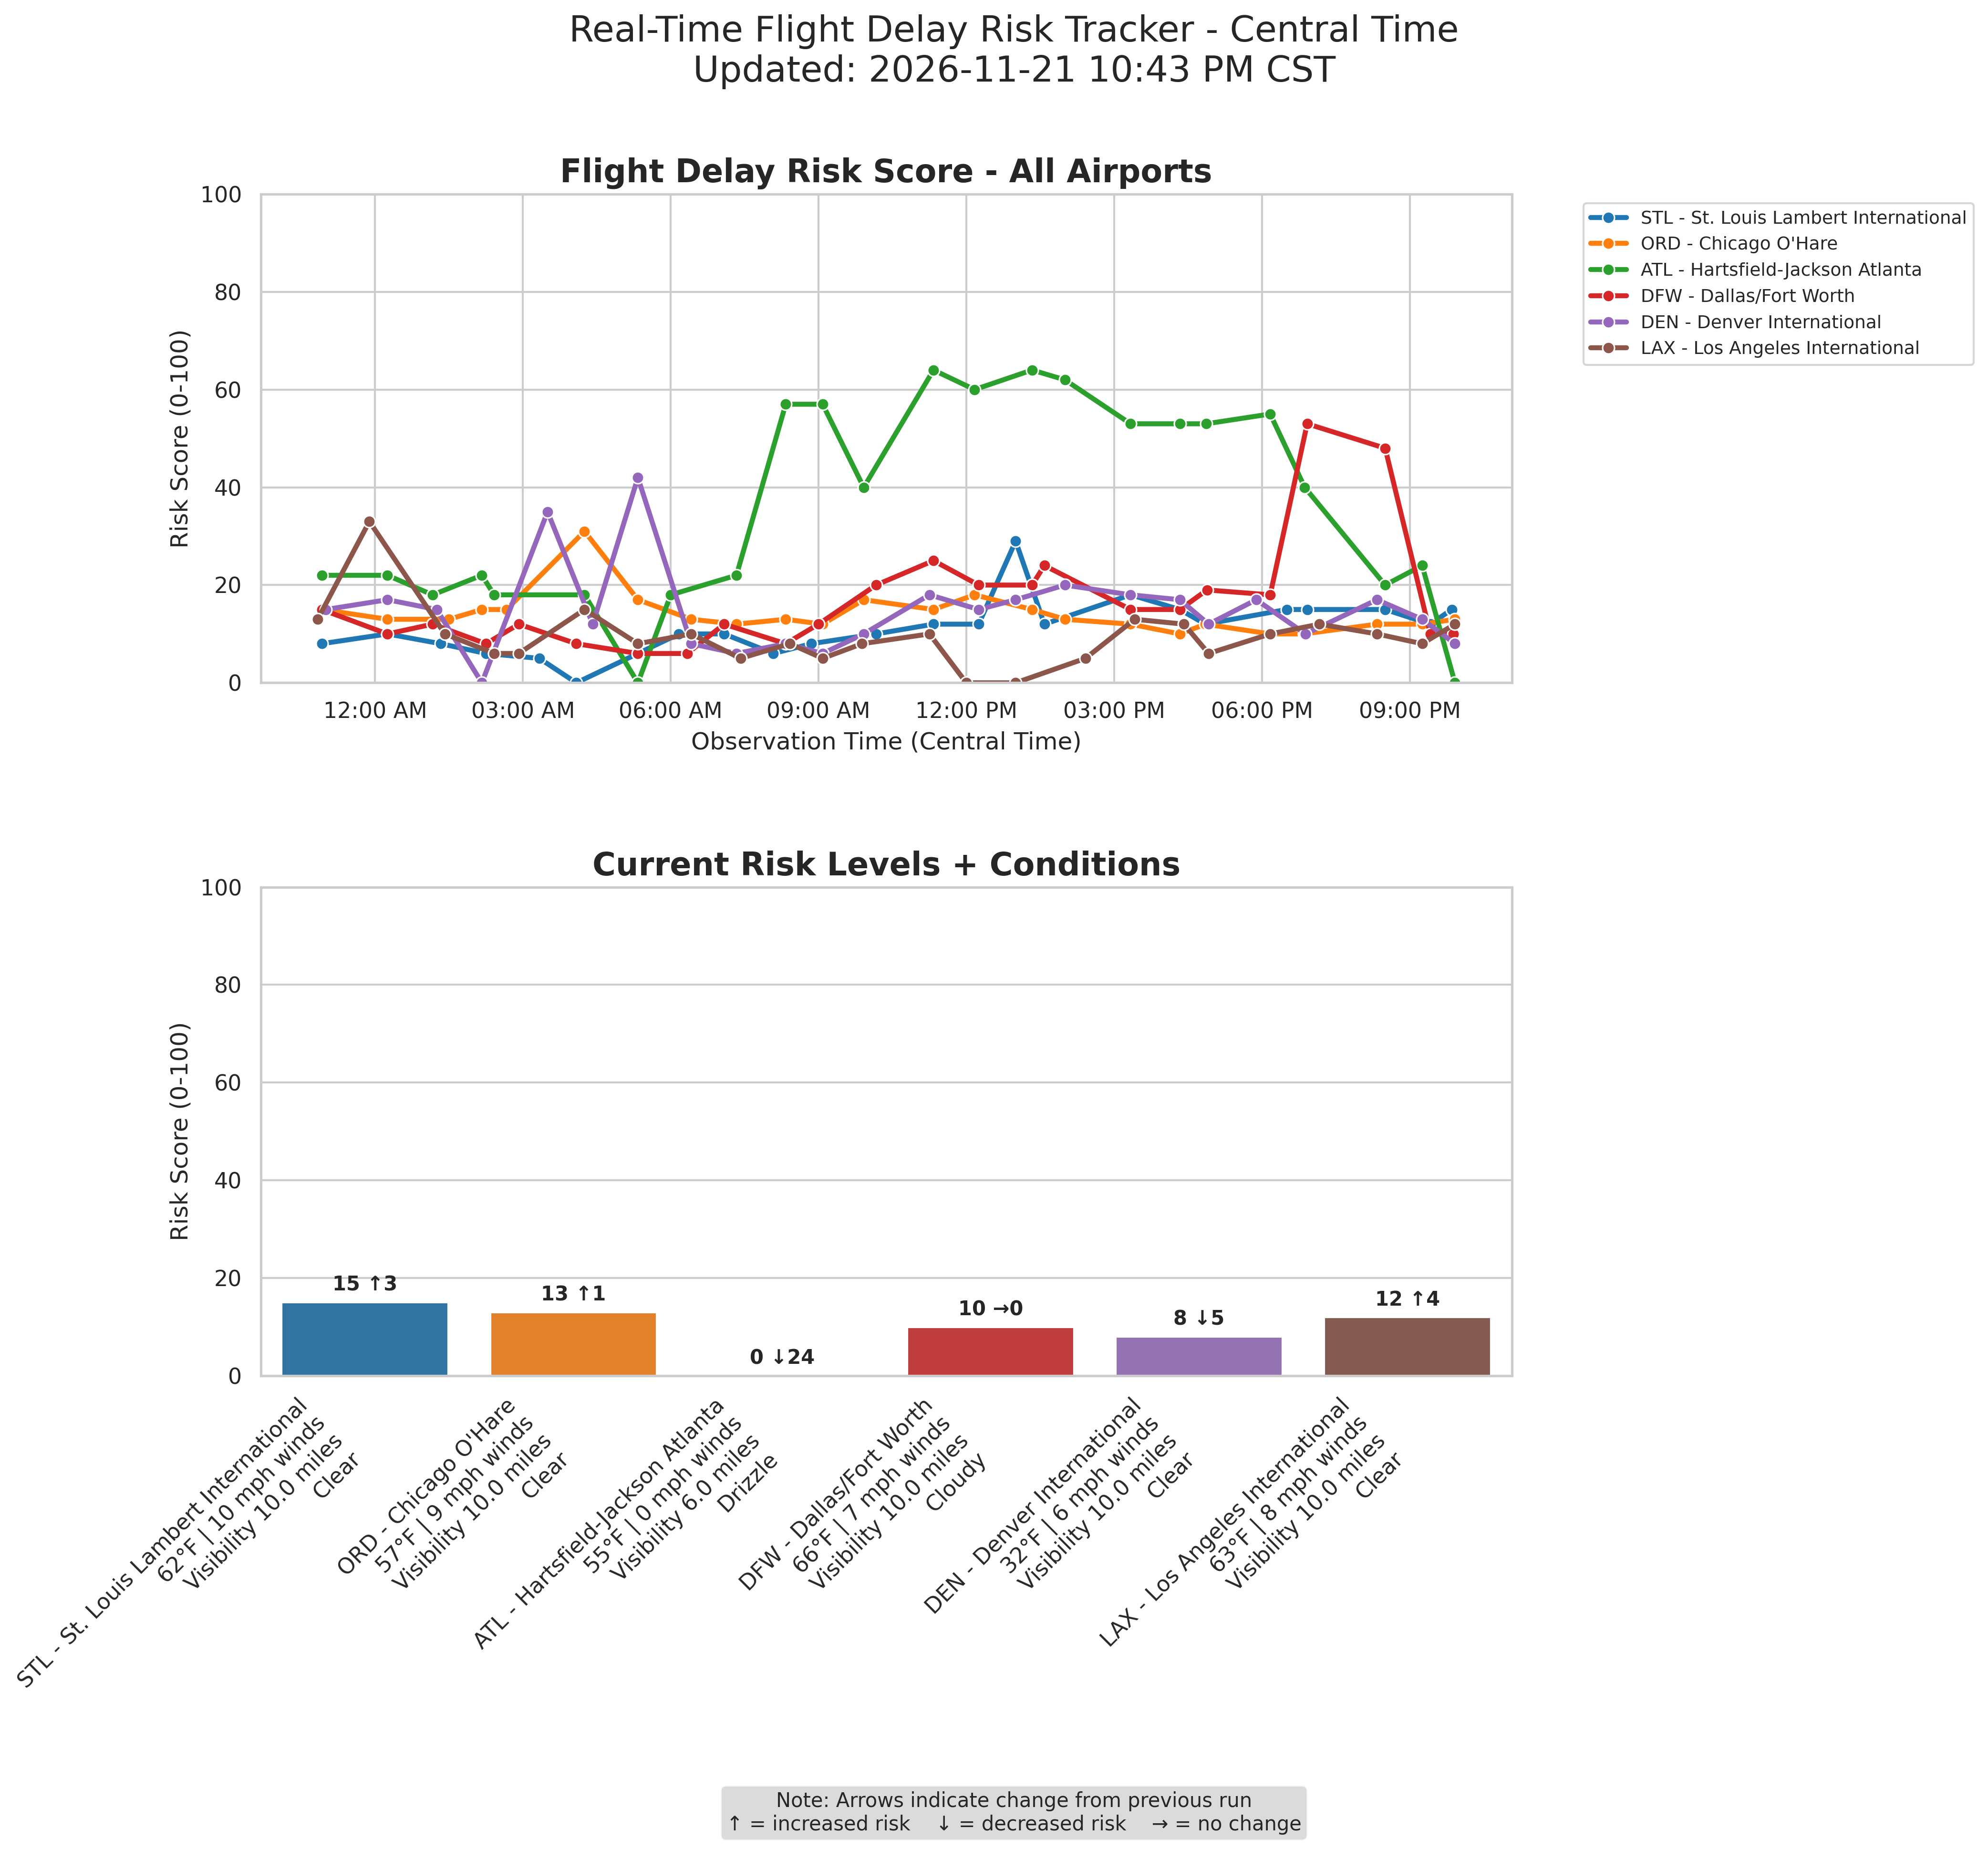 Real-Time Flight Delay Risk Tracker - Central Time
Updated: 2026-11-21 10:43 PM CST
Flight Delay Risk Score - All Airports
Risk Score (0-100)
100
80
60
40
20
0
12:00 AM
03:00 AM
06:00 AM
09:00 AM
12:00 PM
03:00 PM
06:00 PM
09:00 PM
Observation Time (Central Time)
STL - St. Louis Lambert International
ORD - Chicago O'Hare
ATL - Hartsfield-Jackson Atlanta
DFW - Dallas/Fort Worth
DEN - Denver International
LAX - Los Angeles International
Current Risk Levels + Conditions
Risk Score (0-100)
100
80
60
40
20
0
15 ↑3
13 ↑1
0 ↓24
10 →0
8 ↓5
12 ↑4
STL - St. Louis Lambert International
62°F | 10 mph winds
Visibility 10.0 miles
Clear
ORD - Chicago O'Hare
57°F | 9 mph winds
Visibility 10.0 miles
Clear
ATL - Hartsfield-Jackson Atlanta
55°F | 0 mph winds
Visibility 6.0 miles
Drizzle
DFW - Dallas/Fort Worth
66°F | 7 mph winds
Visibility 10.0 miles
Cloudy
DEN - Denver International
32°F | 6 mph winds
Visibility 10.0 miles
Clear
LAX - Los Angeles International
63°F | 8 mph winds
Visibility 10.0 miles
Clear
Note: Arrows indicate change from previous run
↑ = increased risk ↓ = decreased risk → = no change